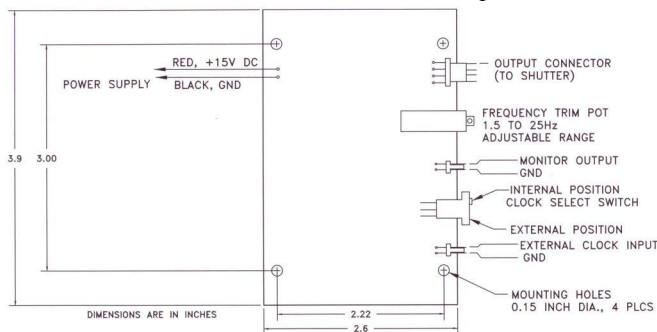 RED, +15V DC
POWER SUPPLY
BLACK, GND
3.9
3.00
OUTPUT CONNECTOR
(TO SHUTTER)
FREQUENCY TRIM POT
1.5 TO 25Hz
ADJUSTABLE RANGE
MONITOR OUTPUT
GND
INTERNAL POSITION
CLOCK SELECT SWITCH
EXTERNAL POSITION
EXTERNAL CLOCK INPUT
GND
MOUNTING HOLES
0.15 INCH DIA., 4 PLCS
DIMENSIONS ARE IN INCHES
2.22
2.6